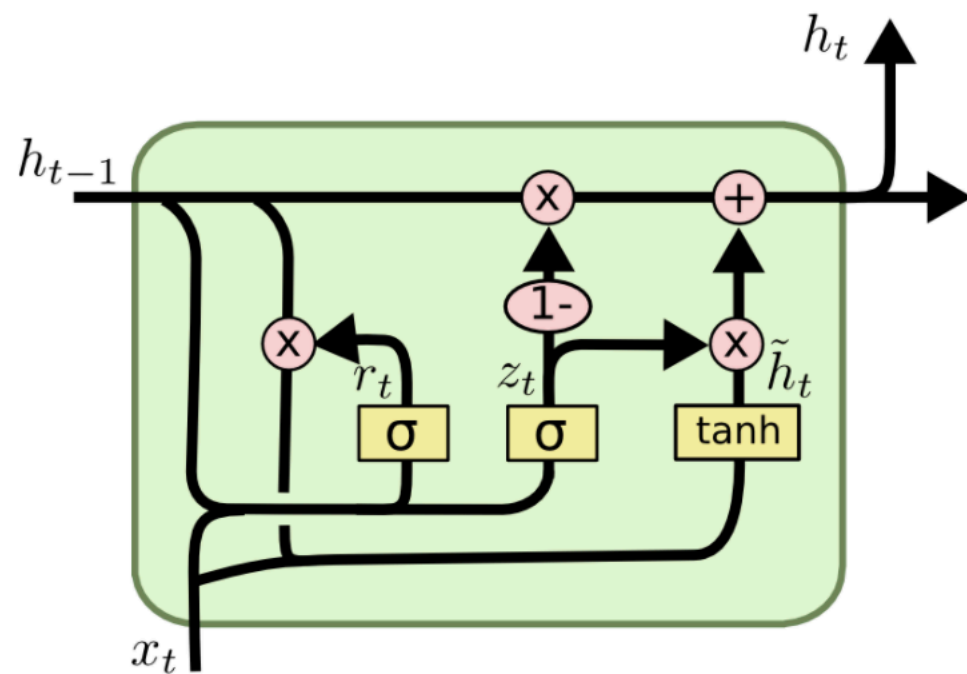 h_t
h_{t-1}
x +
1-
x x
r_t z_t h̃_t
σ σ tanh
x_t